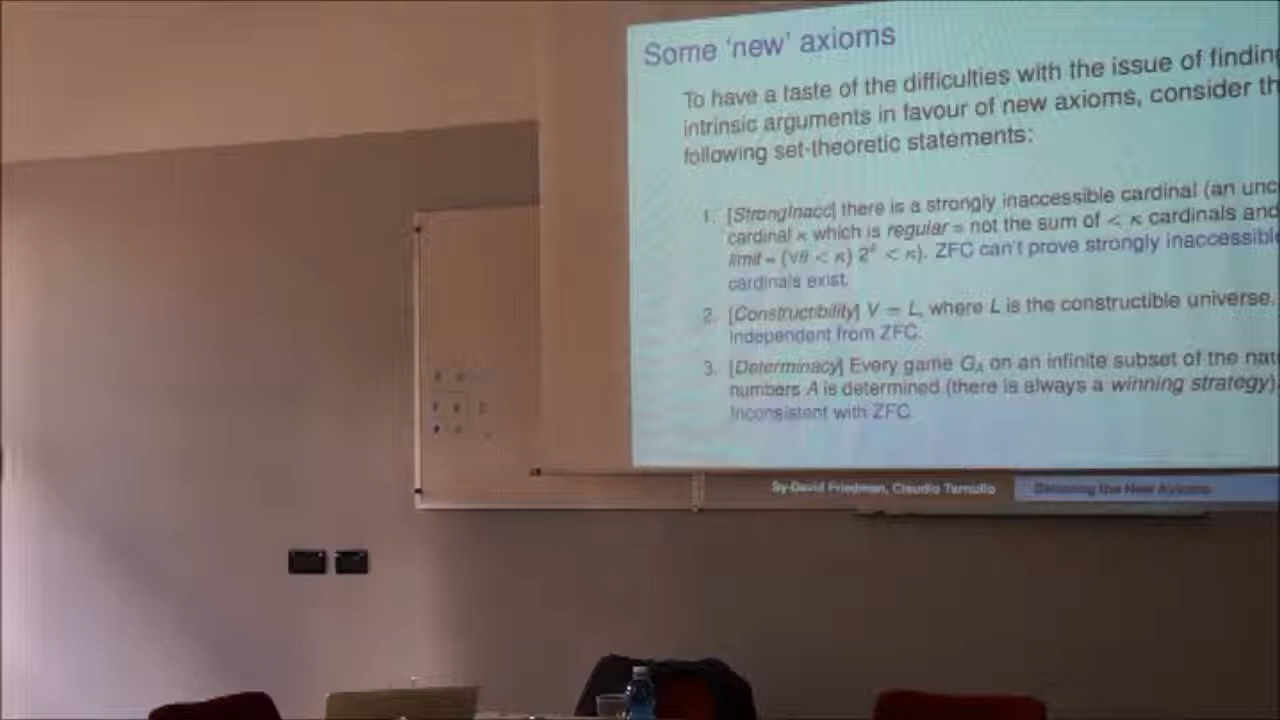 Some 'new' axioms
To have a taste of the difficulties with the issue of finding
intrinsic arguments in favour of new axioms, consider th
following set-theoretic statements:
1. [StrongInacc] there is a strongly inaccessible cardinal (an unc
cardinal κ which is regular = not the sum of < κ cardinals and
limit = (∀θ < κ) 2^θ < κ). ZFC can't prove strongly inaccessible
cardinals exist.
2. [Constructibility] V = L, where L is the constructible universe.
Independent from ZFC.
3. [Determinacy] Every game G_A on an infinite subset of the nat
numbers A is determined (there is always a winning strategy).
Inconsistent with ZFC.
Sy-David Friedman, Claudio Ternullo
the New Axioms